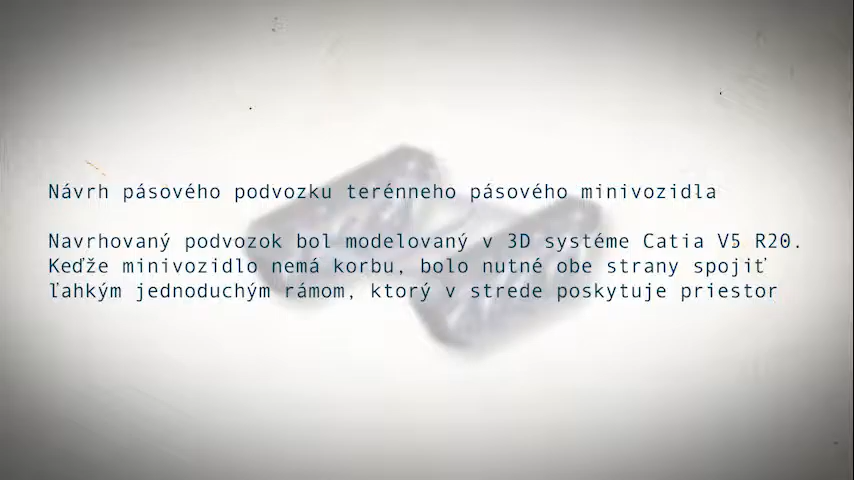 Návrh pásového podvozku terénneho pásového minivozidla
Navrhovaný podvozok bol modelovaný v 3D systéme Catia V5 R20.
Keďže minivozidlo nemá korbu, bolo nutné obe strany spojiť
ľahkým jednoduchým rámom, ktorý v strede poskytuje priestor